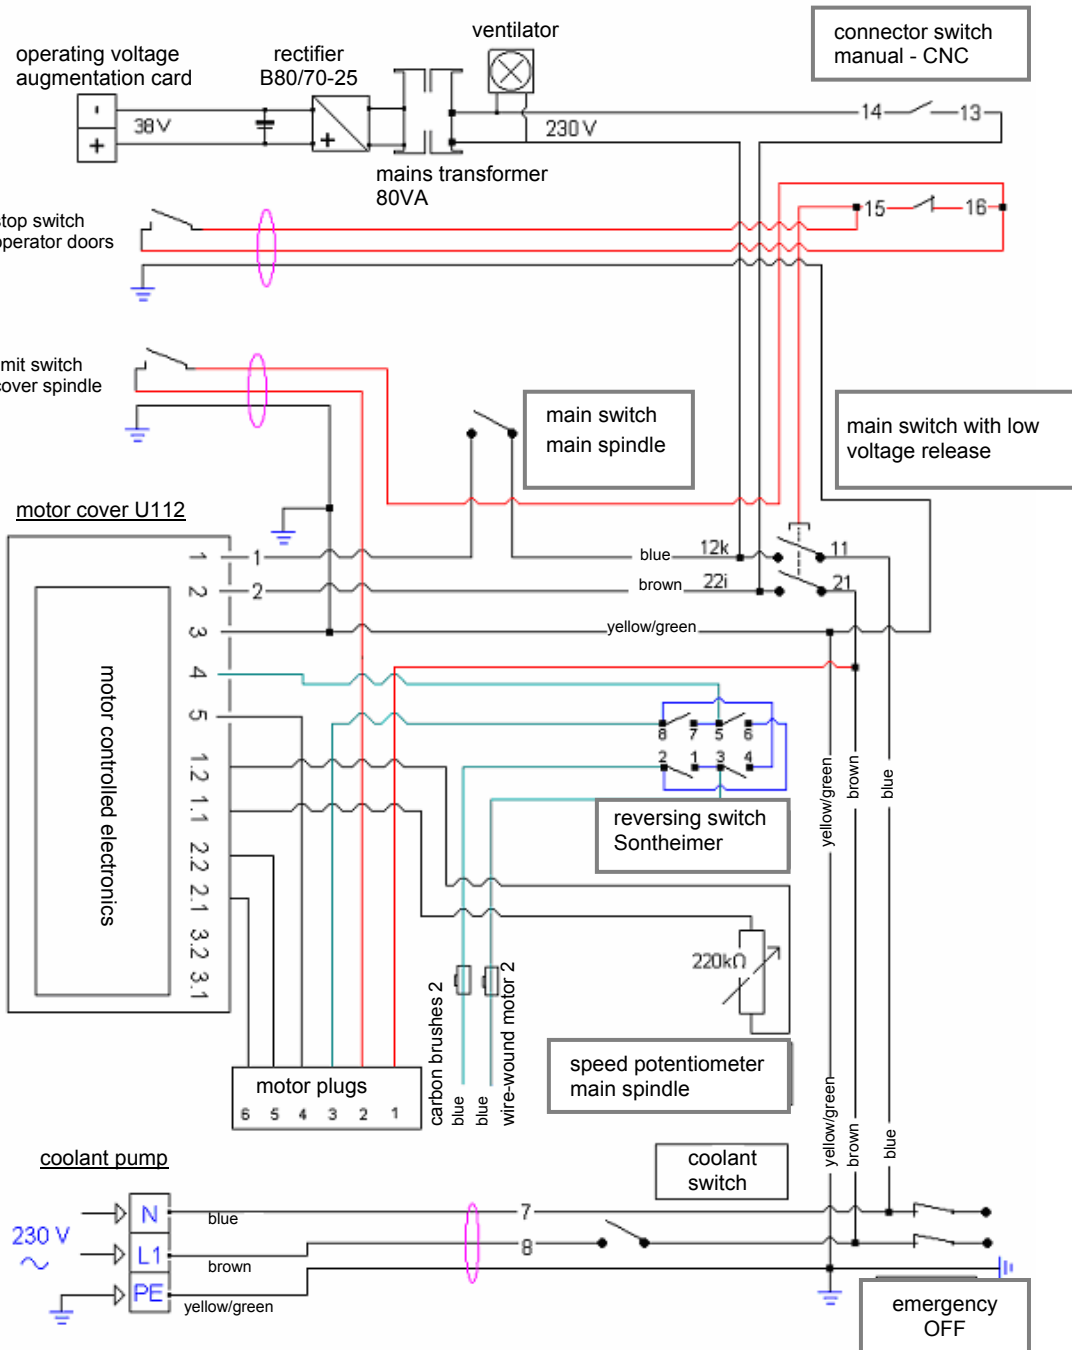 ventilator
connector switch
manual - CNC
operating voltage
augmentation card
rectifier
B80/70-25
-
+
38V
+
230 V
14
13
mains transformer
80VA
stop switch
operator doors
15
16
mit switch
cover spindle
main switch
main spindle
main switch with low
voltage release
motor cover U112
1
1
blue
12k
11
2
2
brown
22i
21
3
yellow/green
4
5
1.2
1.1
2.2
2.1
3.2
3.1
motor controlled electronics
8
7
5
6
2
1
3
4
reversing switch
Sontheimer
yellow/green
brown
blue
220kΩ
carbon brushes 2
wire-wound motor 2
blue
blue
speed potentiometer
main spindle
motor plugs
6
5
4
3
2
1
yellow/green
brown
blue
coolant pump
coolant
switch
230 V
~
N
blue
7
L1
brown
8
PE
yellow/green
emergency
OFF